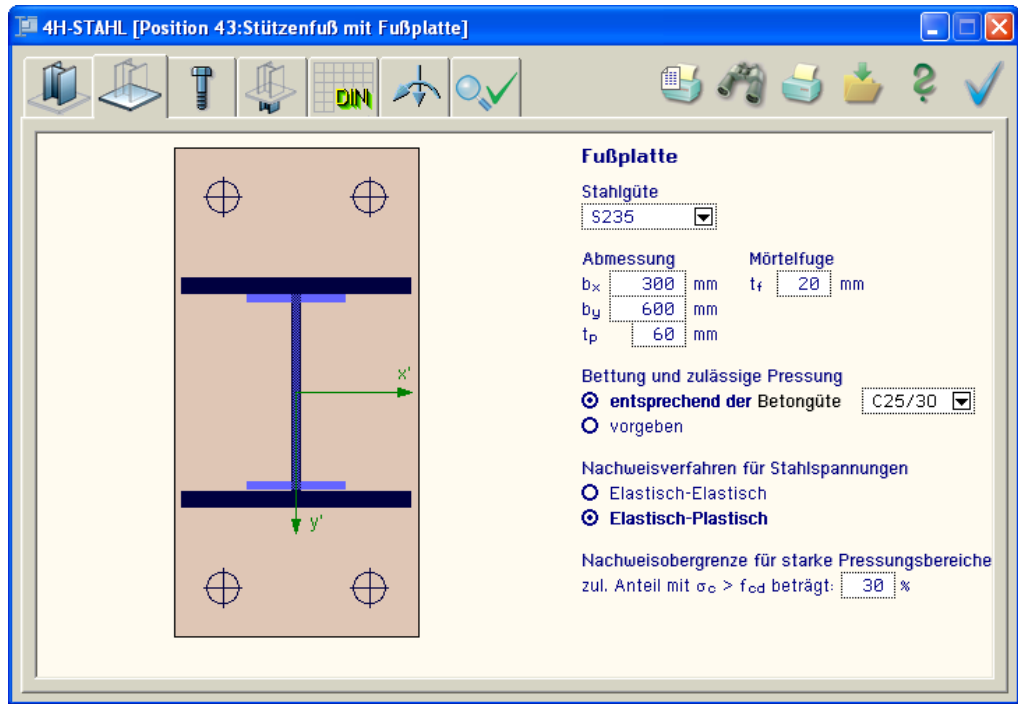 4H-STAHL [Position 43:Stützenfuß mit Fußplatte]
DIN
Fußplatte
Stahlgüte
S235
Abmessung Mörtelfuge
bx 300 mm tf 20 mm
by 600 mm
tp 60 mm
Bettung und zulässige Pressung
entsprechend der Betongüte C25/30
vorgeben
Nachweisverfahren für Stahlspannungen
Elastisch-Elastisch
Elastisch-Plastisch
Nachweisobergrenze für starke Pressungsbereiche
zul. Anteil mit σc > fcd beträgt: 30 %
x'
y'